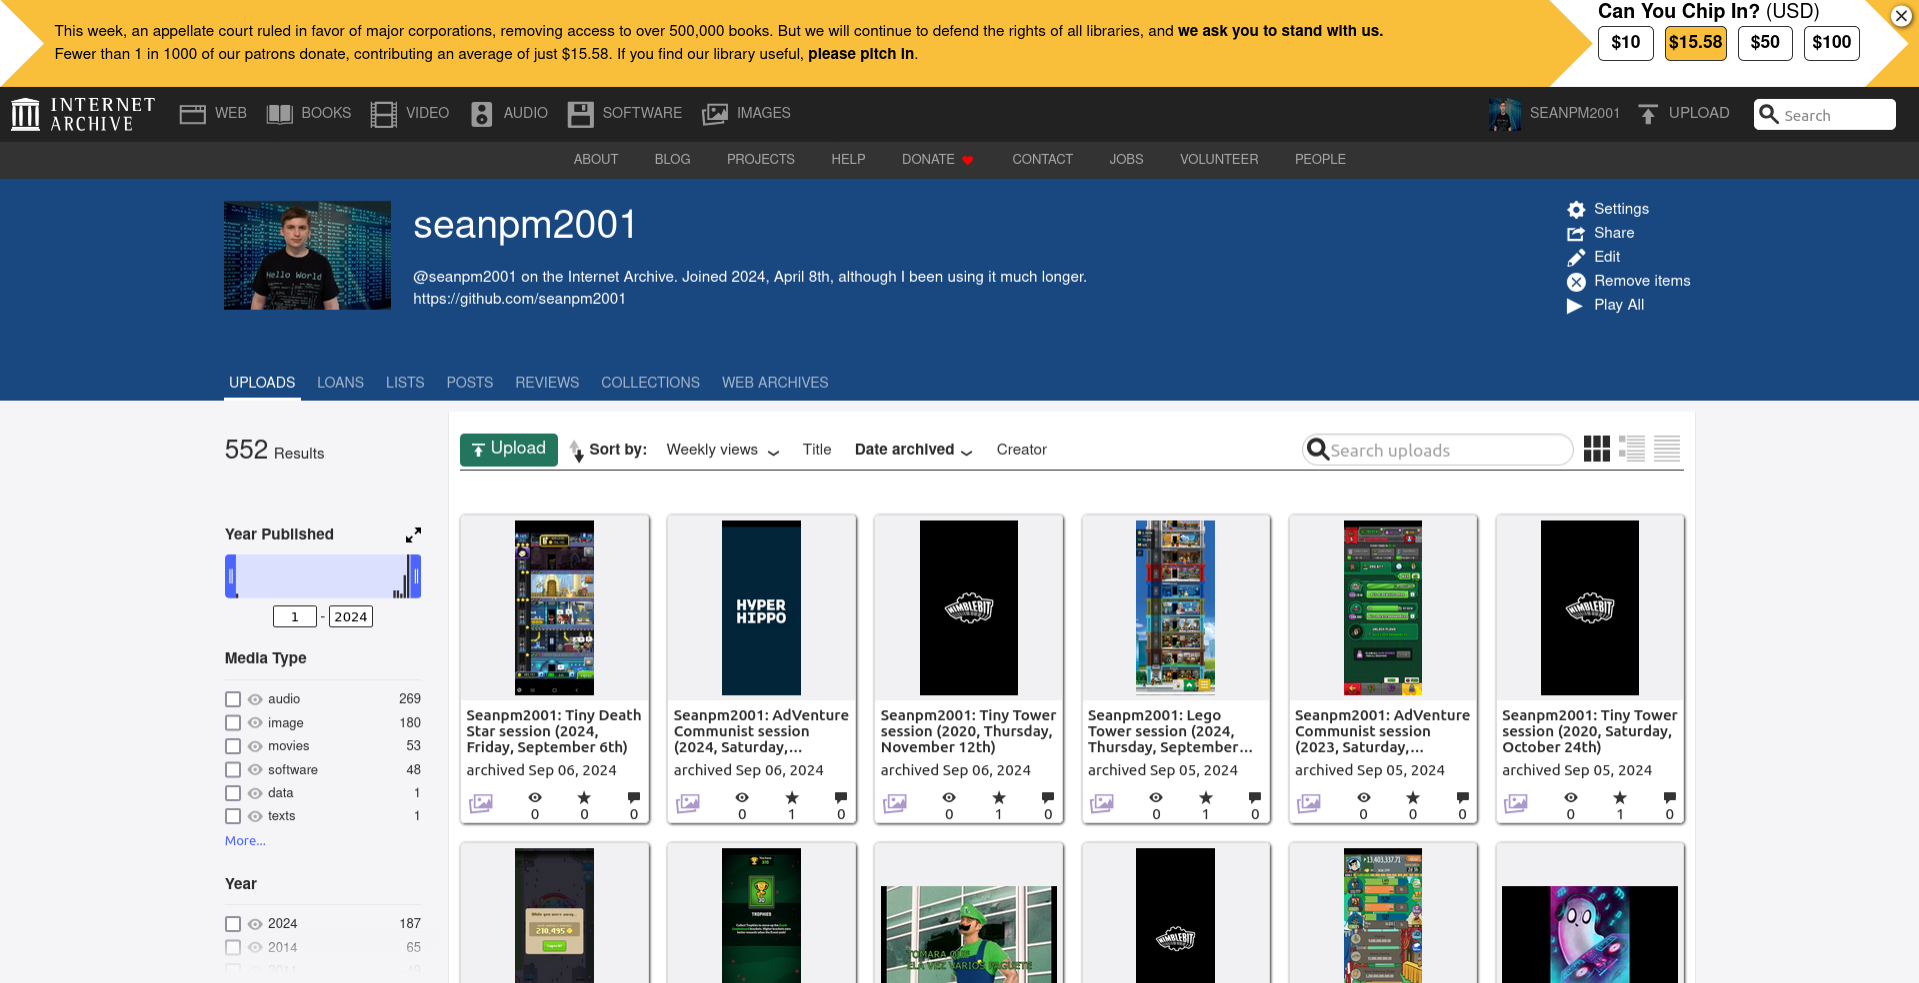 This week, an appellate court ruled in favor of major corporations, removing access to over 500,000 books. But we will continue to defend the rights of all libraries, and we ask you to stand with us.
Fewer than 1 in 1000 of our patrons donate, contributing an average of just $15.58. If you find our library useful, please pitch in.
Can You Chip In? (USD)
$10 $15.58 $50 $100
INTERNET ARCHIVE
WEB BOOKS VIDEO AUDIO SOFTWARE IMAGES
SEANPM2001 UPLOAD Search
ABOUT BLOG PROJECTS HELP DONATE CONTACT JOBS VOLUNTEER PEOPLE
Hello World
seanpm2001
@seanpm2001 on the Internet Archive. Joined 2024, April 8th, although I been using it much longer.
https://github.com/seanpm2001
Settings
Share
Edit
Remove items
Play All
UPLOADS LOANS LISTS POSTS REVIEWS COLLECTIONS WEB ARCHIVES
552 Results
Year Published
1 - 2024
Media Type
audio 269
image 180
movies 53
software 48
data 1
texts 1
More...
Year
2024 187
2014 65
Upload Sort by: Weekly views Title Date archived Creator Search uploads
Seanpm2001: Tiny Death
Star session (2024,
Friday, September 6th)
archived Sep 06, 2024
0 0 0
HYPER
HIPPO
Seanpm2001: AdVenture
Communist session
(2024, Saturday,...
archived Sep 06, 2024
0 1 0
NIMBLEBIT
Seanpm2001: Tiny Tower
session (2020, Thursday,
November 12th)
archived Sep 06, 2024
0 1 0
Seanpm2001: Lego
Tower session (2024,
Thursday, September...
archived Sep 05, 2024
0 1 0
Seanpm2001: AdVenture
Communist session
(2023, Saturday,...
archived Sep 05, 2024
0 0 0
NIMBLEBIT
Seanpm2001: Tiny Tower
session (2020, Saturday,
October 24th)
archived Sep 05, 2024
0 1 0
While you were away...
210,495
TROPHIES
NIMBLEBIT
13,403,337.71